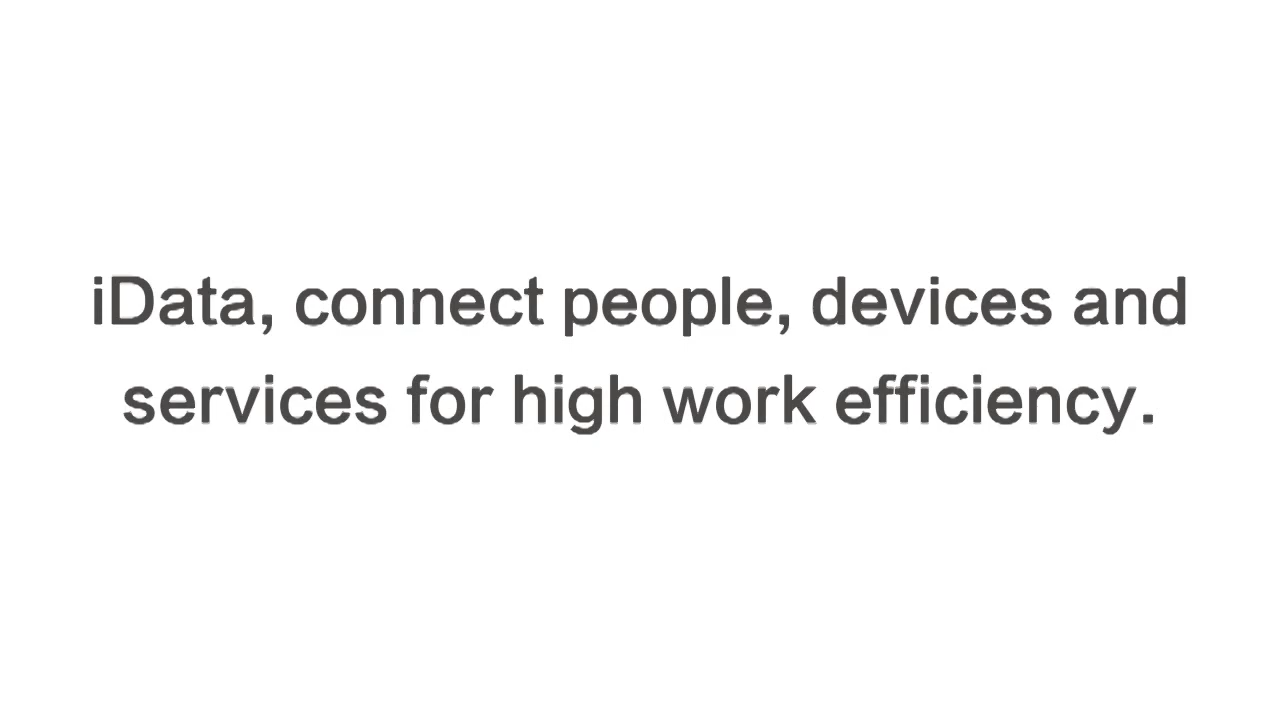 iData, connect people, devices and
services for high work efficiency.